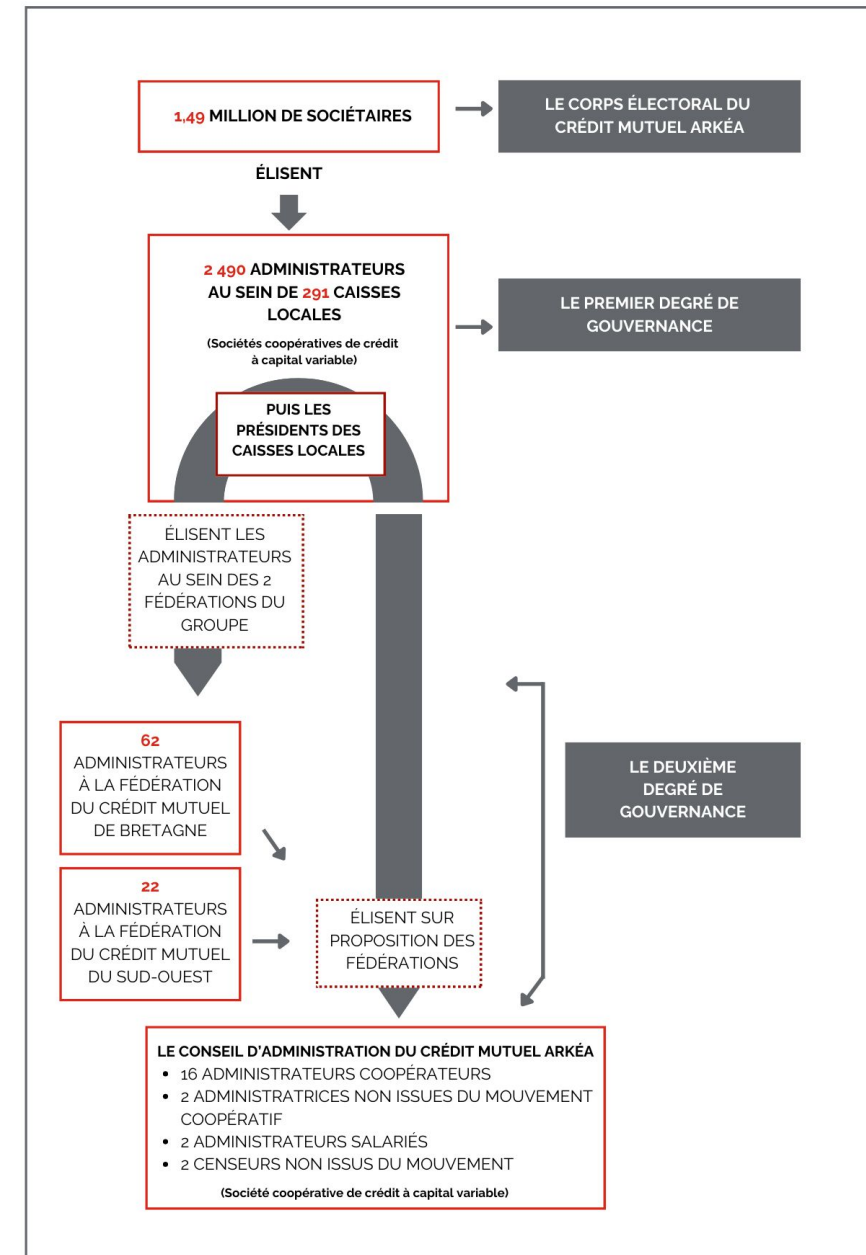 1,49 MILLION DE SOCIÉTAIRES
LE CORPS ÉLECTORAL DU
CRÉDIT MUTUEL ARKÉA
ÉLISENT
2 490 ADMINISTRATEURS
AU SEIN DE 291 CAISSES
LOCALES
(Sociétés coopératives de crédit
à capital variable)
LE PREMIER DEGRÉ DE
GOUVERNANCE
PUIS LES
PRÉSIDENTS DES
CAISSES LOCALES
ÉLISENT LES
ADMINISTRATEURS
AU SEIN DES 2
FÉDÉRATIONS DU
GROUPE
62
ADMINISTRATEURS
À LA FÉDÉRATION
DU CRÉDIT MUTUEL
DE BRETAGNE
LE DEUXIÈME
DEGRÉ DE
GOUVERNANCE
22
ADMINISTRATEURS
À LA FÉDÉRATION
DU CRÉDIT MUTUEL
DU SUD-OUEST
ÉLISENT SUR
PROPOSITION DES
FÉDÉRATIONS
LE CONSEIL D'ADMINISTRATION DU CRÉDIT MUTUEL ARKÉA
• 16 ADMINISTRATEURS COOPÉRATEURS
• 2 ADMINISTRATRICES NON ISSUES DU MOUVEMENT
COOPÉRATIF
• 2 ADMINISTRATEURS SALARIÉS
• 2 CENSEURS NON ISSUS DU MOUVEMENT
(Société coopérative de crédit à capital variable)